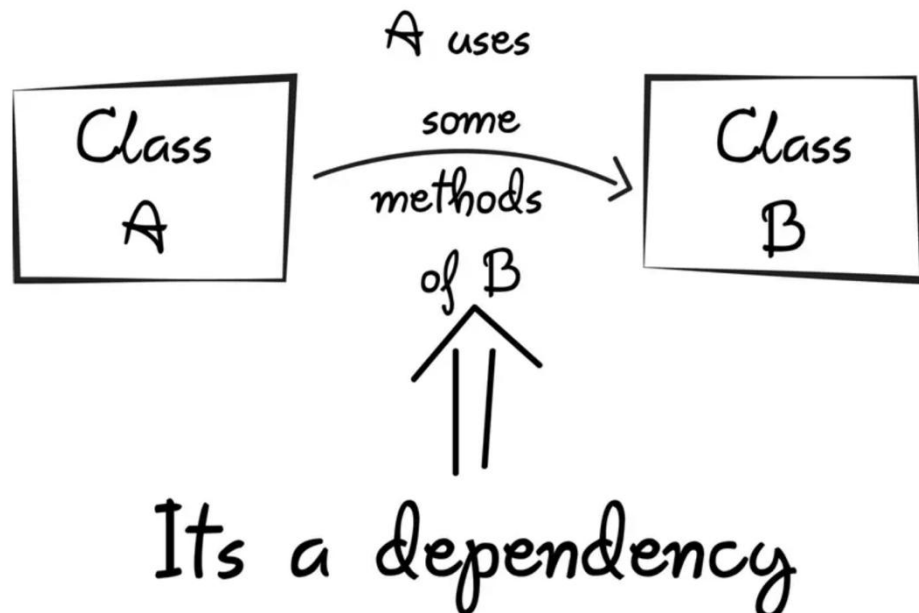 A uses
some
methods
of B
Class
A
Class
B
Its a dependency